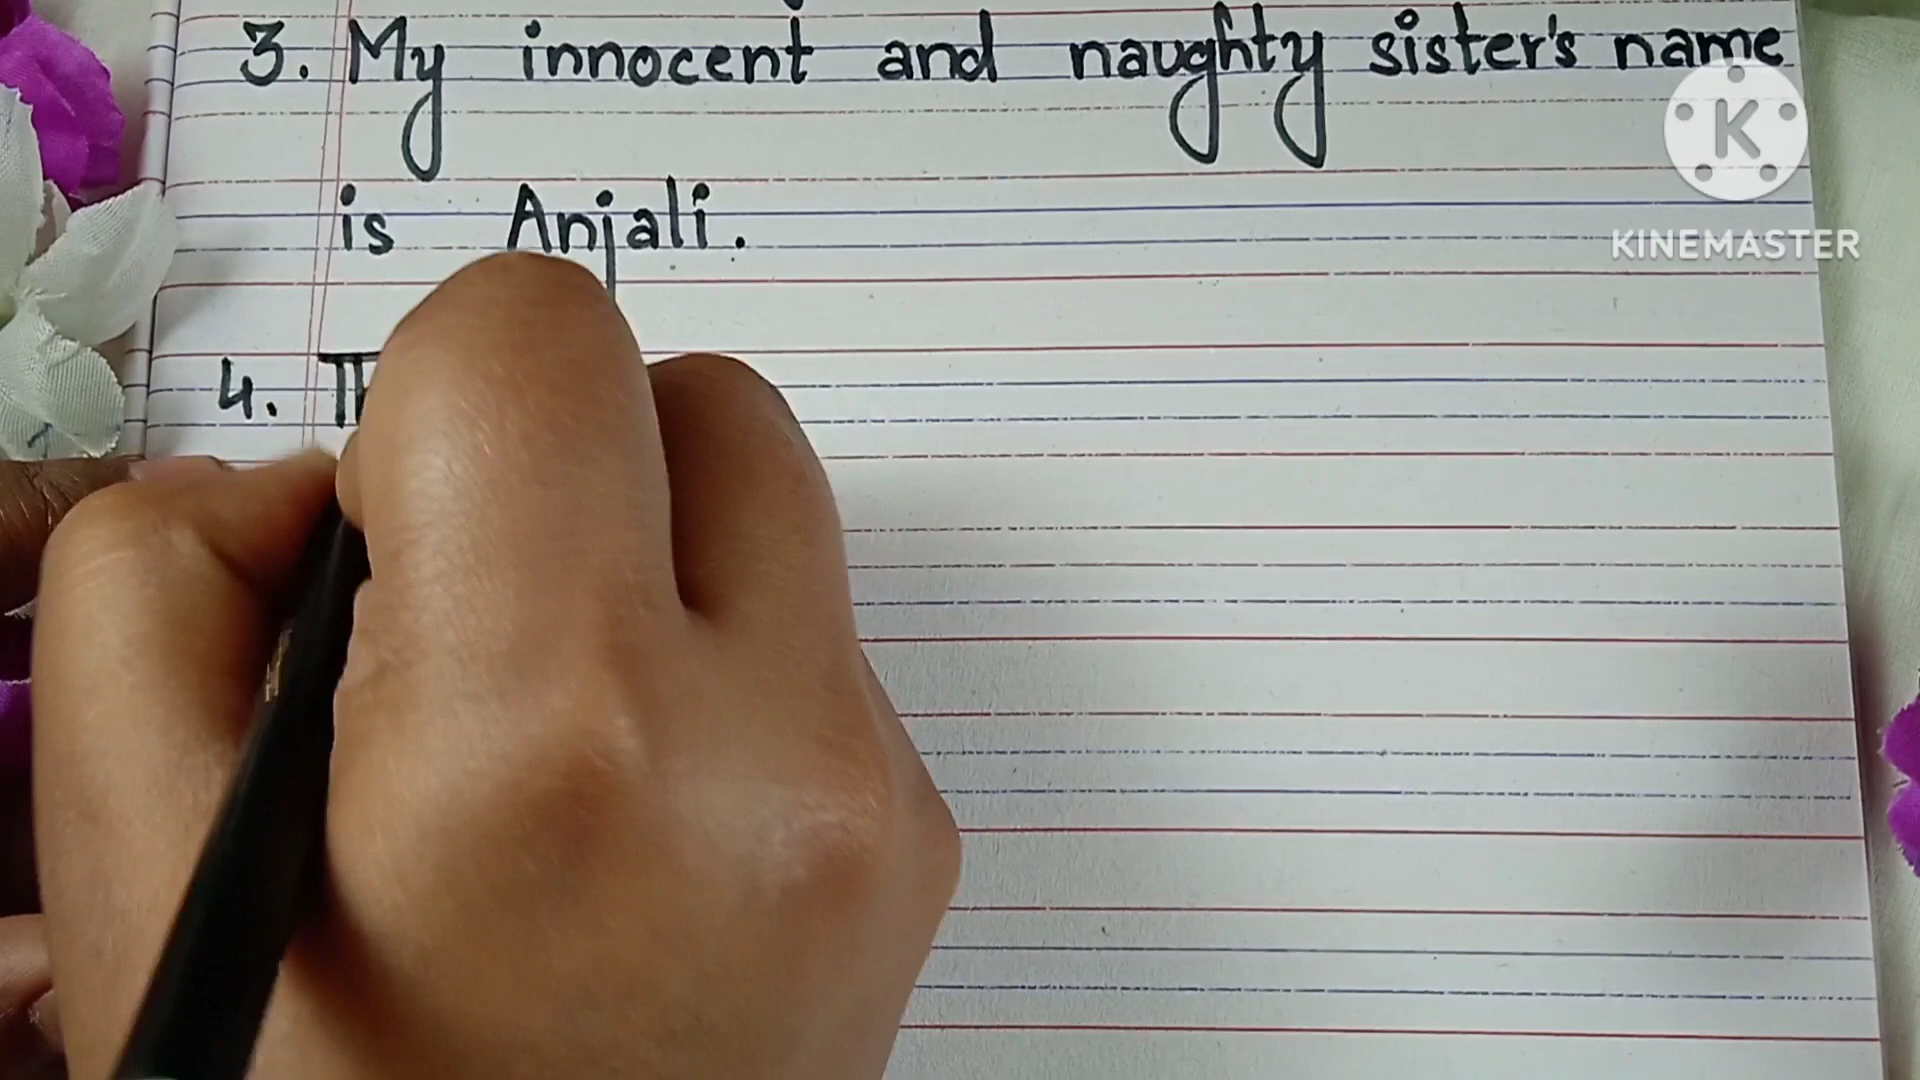 3. My innocent and naughty sister's name
is Anjali.
4.
K
KINEMASTER